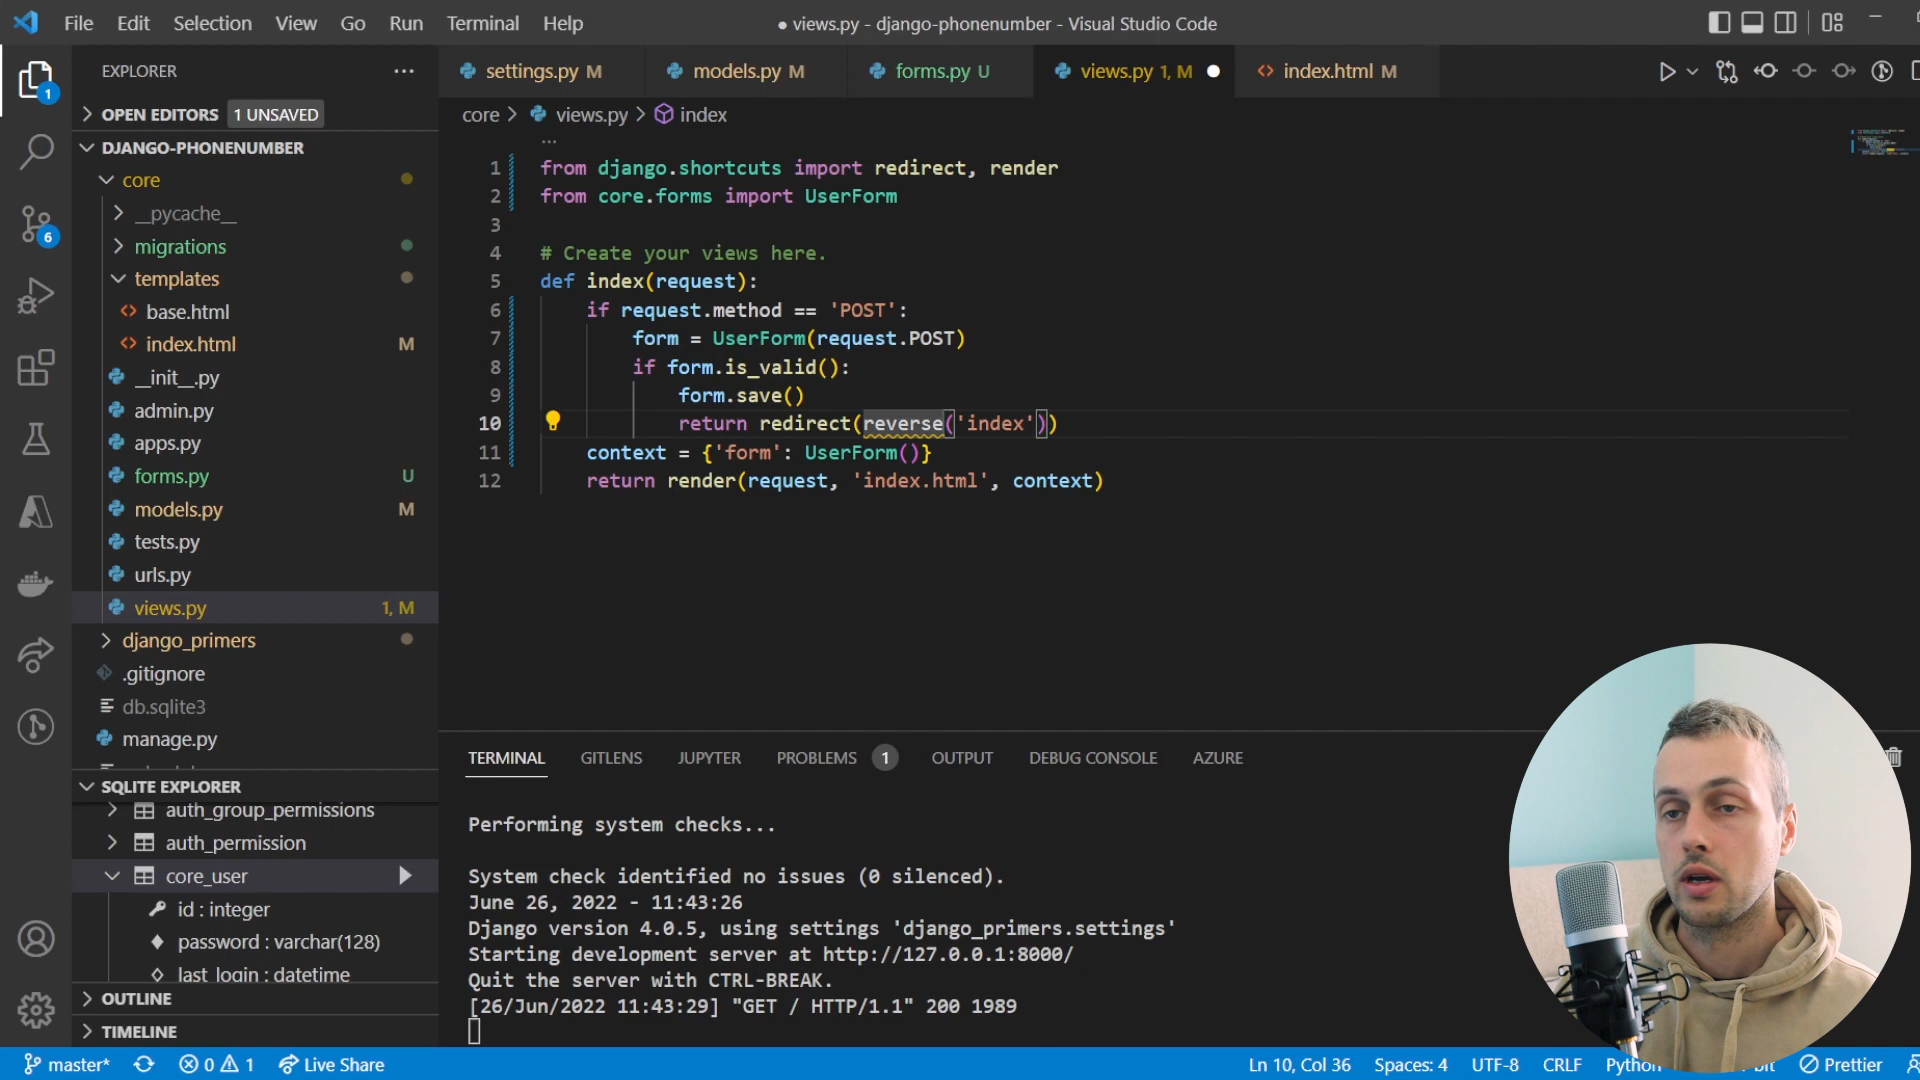 File Edit Selection View Go Run Terminal Help
● views.py - django-phonenumber - Visual Studio Code
EXPLORER
OPEN EDITORS 1 UNSAVED
DJANGO-PHONENUMBER
core
__pycache__
migrations
templates
base.html
index.html M
__init__.py
admin.py
apps.py
forms.py U
models.py M
tests.py
urls.py
views.py 1, M
django_primers
.gitignore
db.sqlite3
manage.py
SQLITE EXPLORER
auth_group_permissions
auth_permission
core_user
id : integer
password : varchar(128)
last_login : datetime
OUTLINE
TIMELINE
1
6
settings.py M models.py M forms.py U views.py 1, M index.html M
core > views.py > index
...
1 from django.shortcuts import redirect, render
2 from core.forms import UserForm
3
4 # Create your views here.
5 def index(request):
6 if request.method == 'POST':
7 form = UserForm(request.POST)
8 if form.is_valid():
9 form.save()
10 return redirect(reverse('index'))
11 context = {'form': UserForm()}
12 return render(request, 'index.html', context)
TERMINAL GITLENS JUPYTER PROBLEMS 1 OUTPUT DEBUG CONSOLE AZURE
Performing system checks...
System check identified no issues (0 silenced).
June 26, 2022 - 11:43:26
Django version 4.0.5, using settings 'django_primers.settings'
Starting development server at http://127.0.0.1:8000/
Quit the server with CTRL-BREAK.
[26/Jun/2022 11:43:29] "GET / HTTP/1.1" 200 1989
master* 0 1 Live Share Ln 10, Col 36 Spaces: 4 UTF-8 CRLF Python Prettier